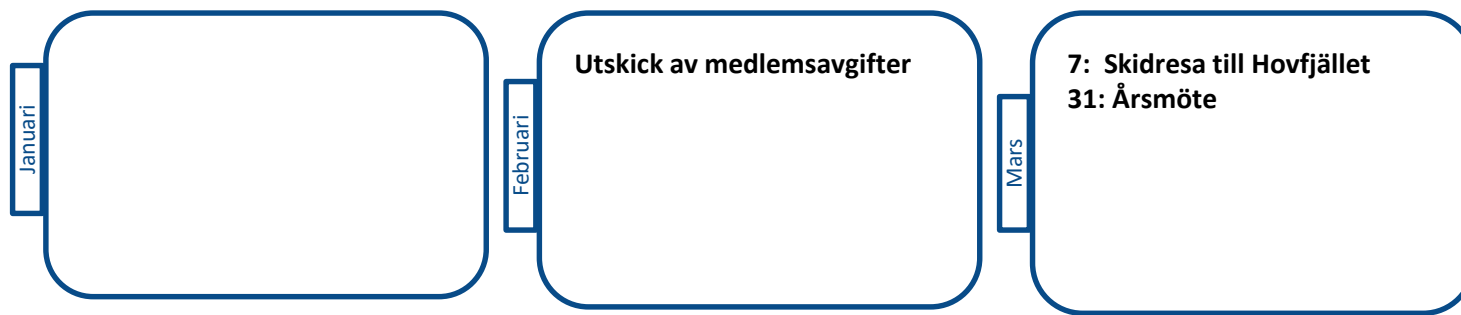 Januari
Februari
Utskick av medlemsavgifter
Mars
7: Skidresa till Hovfjället
31: Årsmöte